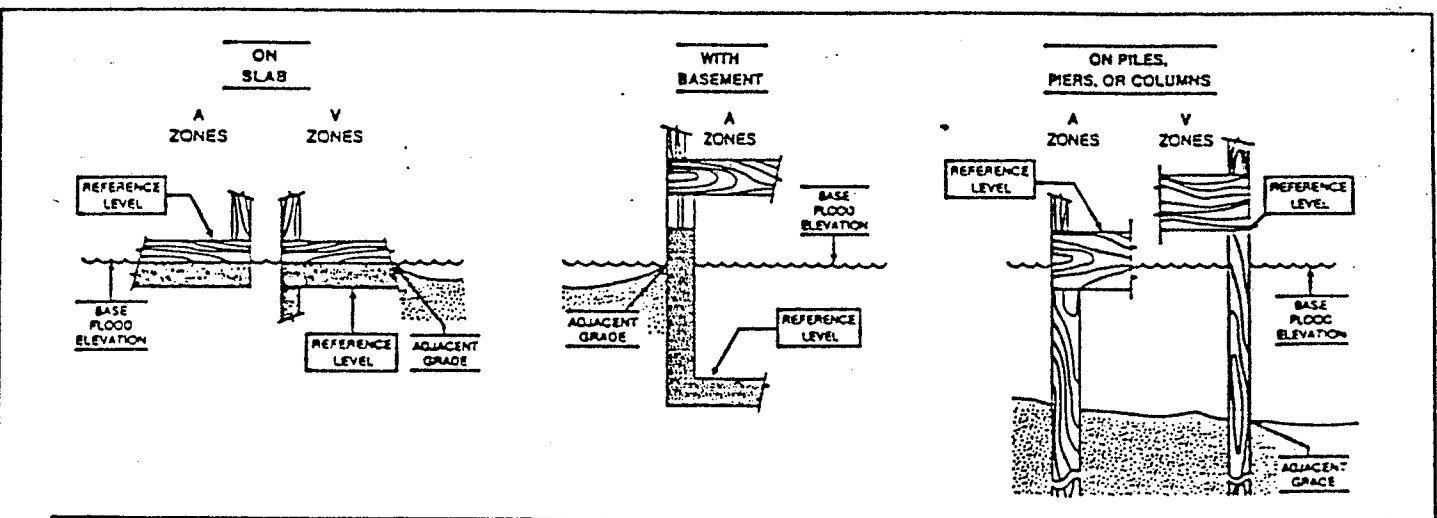 ON
SLAB
A
ZONES
V
ZONES
REFERENCE
LEVEL
BASE
FLOOD
ELEVATION
REFERENCE
LEVEL
ADJACENT
GRADE
WITH
BASEMENT
A
ZONES
BASE
FLOOD
ELEVATION
ADJACENT
GRADE
REFERENCE
LEVEL
ON PILES,
PIERS, OR COLUMNS
A
ZONES
V
ZONES
REFERENCE
LEVEL
REFERENCE
LEVEL
BASE
FLOOD
ELEVATION
ADJACENT
GRADE